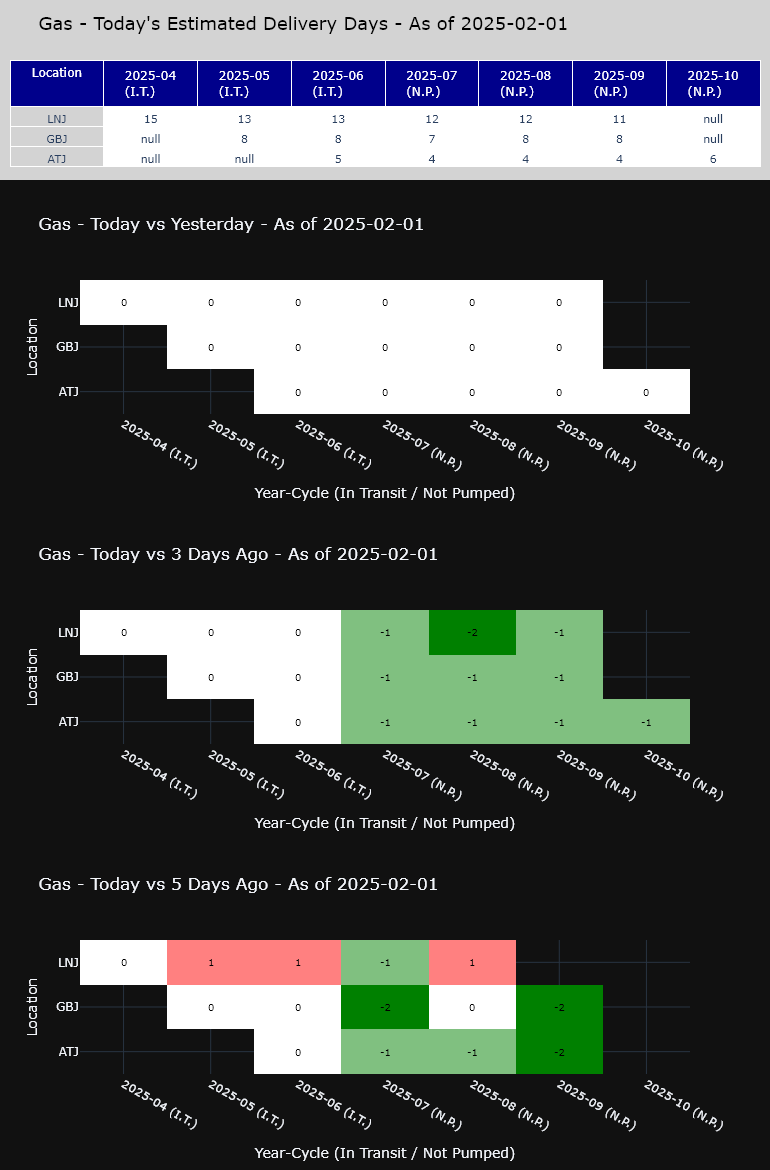 Gas - Today's Estimated Delivery Days - As of 2025-02-01
Location 2025-04 (I.T.) 2025-05 (I.T.) 2025-06 (I.T.) 2025-07 (N.P.) 2025-08 (N.P.) 2025-09 (N.P.) 2025-10 (N.P.)
LNJ 15 13 13 12 12 11 null
GBJ null 8 8 7 8 8 null
ATJ null null 5 4 4 4 6
Gas - Today vs Yesterday - As of 2025-02-01
Location
LNJ 0 0 0 0 0 0
GBJ 0 0 0 0 0
ATJ 0 0 0 0 0
2025-04 (I.T.) 2025-05 (I.T.) 2025-06 (I.T.) 2025-07 (N.P.) 2025-08 (N.P.) 2025-09 (N.P.) 2025-10 (N.P.)
Year-Cycle (In Transit / Not Pumped)
Gas - Today vs 3 Days Ago - As of 2025-02-01
Location
LNJ 0 0 0 -1 -2 -1
GBJ 0 0 -1 -1 -1
ATJ 0 -1 -1 -1 -1
2025-04 (I.T.) 2025-05 (I.T.) 2025-06 (I.T.) 2025-07 (N.P.) 2025-08 (N.P.) 2025-09 (N.P.) 2025-10 (N.P.)
Year-Cycle (In Transit / Not Pumped)
Gas - Today vs 5 Days Ago - As of 2025-02-01
Location
LNJ 0 1 1 -1 1
GBJ 0 0 -2 0 -2
ATJ 0 -1 -1 -2
2025-04 (I.T.) 2025-05 (I.T.) 2025-06 (I.T.) 2025-07 (N.P.) 2025-08 (N.P.) 2025-09 (N.P.) 2025-10 (N.P.)
Year-Cycle (In Transit / Not Pumped)